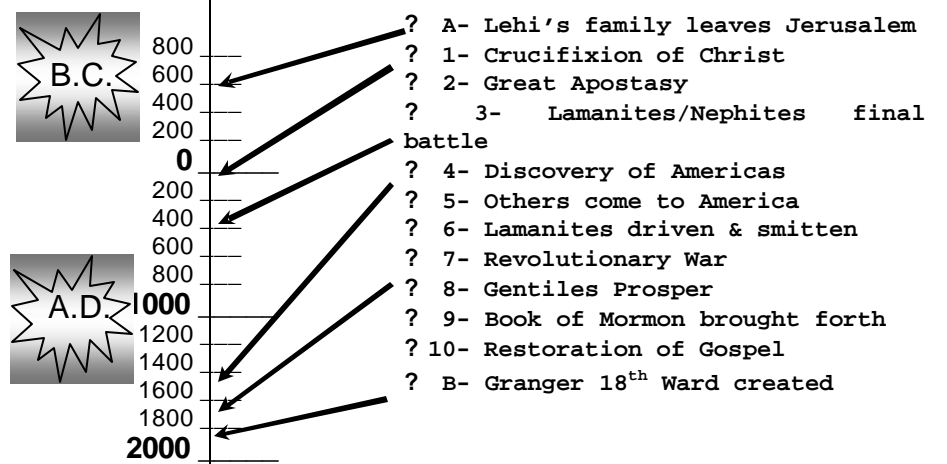 B.C.
800
600
400
200
0
200
400
600
800
1000
1200
1400
1600
1800
2000
A.D.
? A- Lehi's family leaves Jerusalem
? 1- Crucifixion of Christ
? 2- Great Apostasy
? 3- Lamanites/Nephites final
battle
? 4- Discovery of Americas
? 5- Others come to America
? 6- Lamanites driven & smitten
? 7- Revolutionary War
? 8- Gentiles Prosper
? 9- Book of Mormon brought forth
? 10- Restoration of Gospel
? B- Granger 18th Ward created